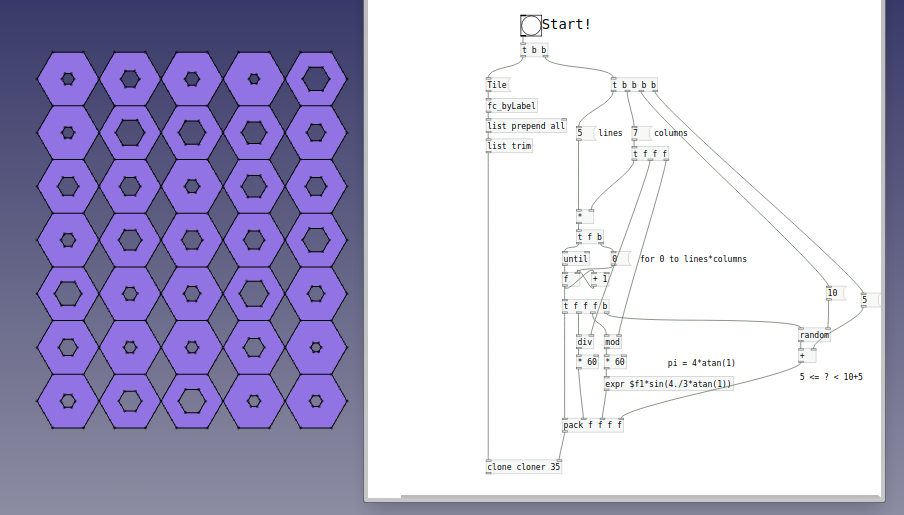 Start!
t b b
Tile
t b b b b
fc_byLabel
list prepend all
5 lines 7 columns
list trim
t f f f
*
t f b
until 0 for 0 to lines*columns
f + 1
10 5
t f f f b
random
div mod
+
* 60 * 60 pi = 4*atan(1)
5 <= ? < 10+5
expr $f1*sin(4./3*atan(1))
pack f f f f
clone cloner 35